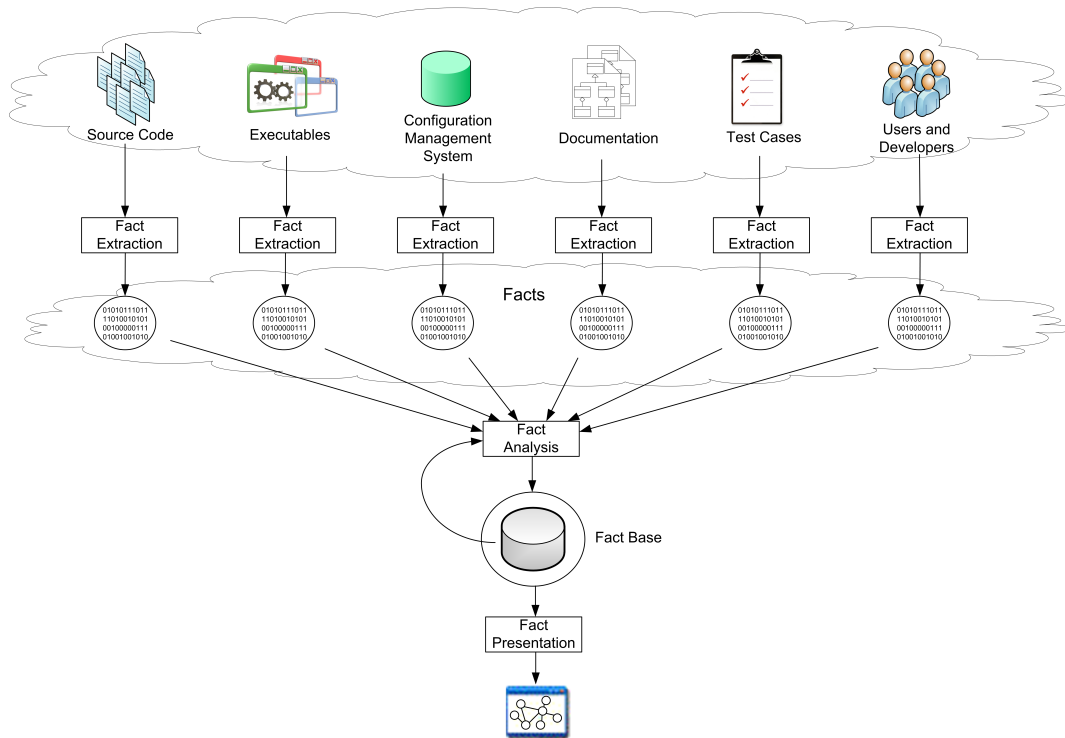 Source Code
Executables
Configuration
Management
System
Documentation
Test Cases
Users and
Developers
Fact
Extraction
Fact
Extraction
Fact
Extraction
Fact
Extraction
Fact
Extraction
Fact
Extraction
Facts
01010111011
11010010101
00100000111
01001001010
01010111011
11010010101
00100000111
01001001010
01010111011
11010010101
00100000111
01001001010
01010111011
11010010101
00100000111
01001001010
01010111011
11010010101
00100000111
01001001010
01010111011
11010010101
00100000111
01001001010
Fact
Analysis
Fact Base
Fact
Presentation